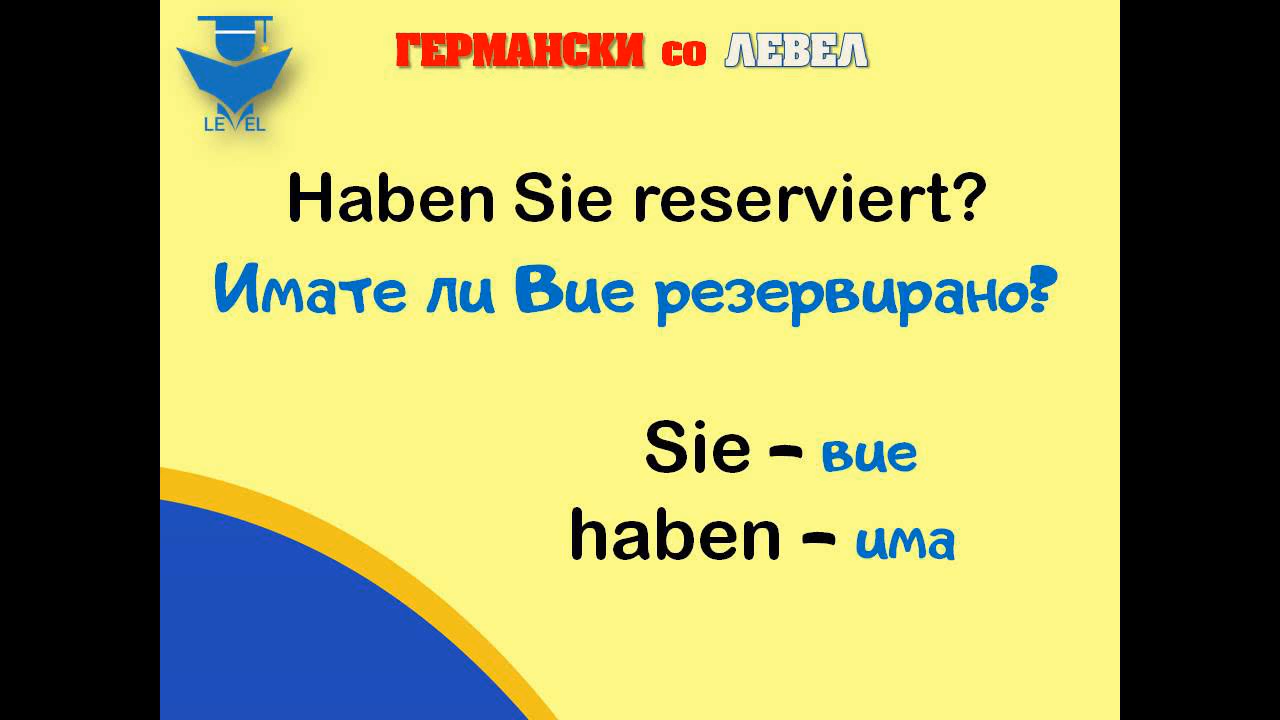 LEVEL
ГЕРМАНСКИ со ЛЕВЕЛ
Haben Sie reserviert?
Имате ли Вие резервирано?
Sie – вие
haben – има